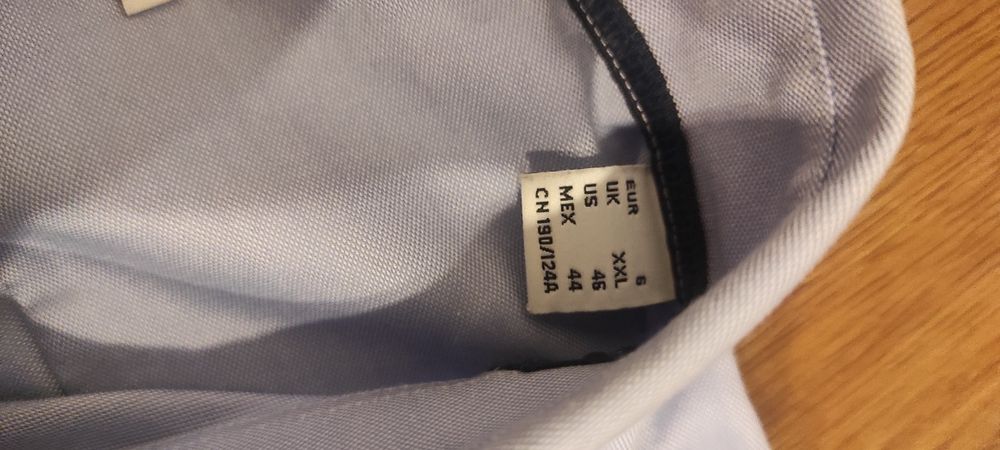 EUR 6
UK XXL
US 46
MEX 44
CN 190/124A